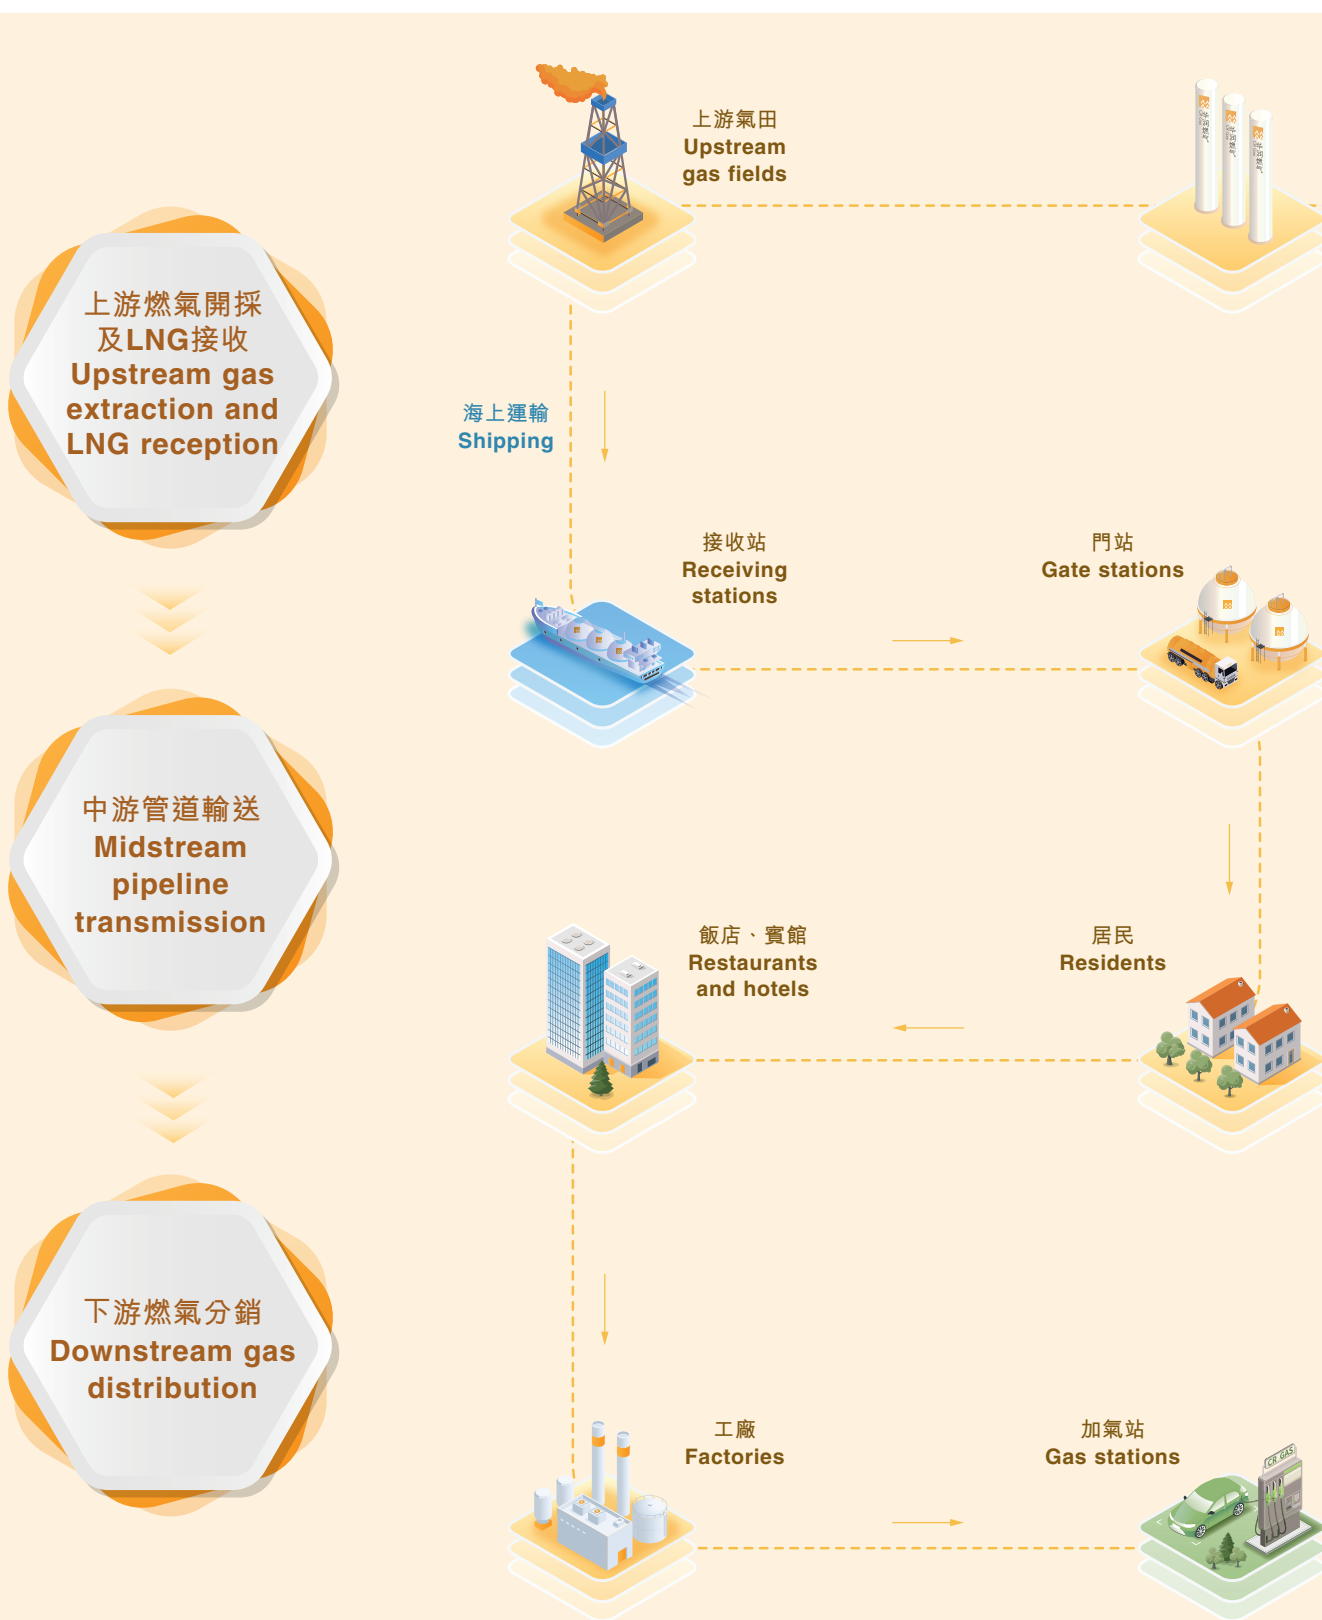 上游氣田
Upstream
gas fields
上游燃氣開採
及LNG接收
Upstream gas
extraction and
LNG reception
海上運輸
Shipping
接收站
Receiving
stations
門站
Gate stations
中游管道輸送
Midstream
pipeline
transmission
飯店、賓館
Restaurants
and hotels
居民
Residents
下游燃氣分銷
Downstream gas
distribution
工廠
Factories
加氣站
Gas stations
CR GAS